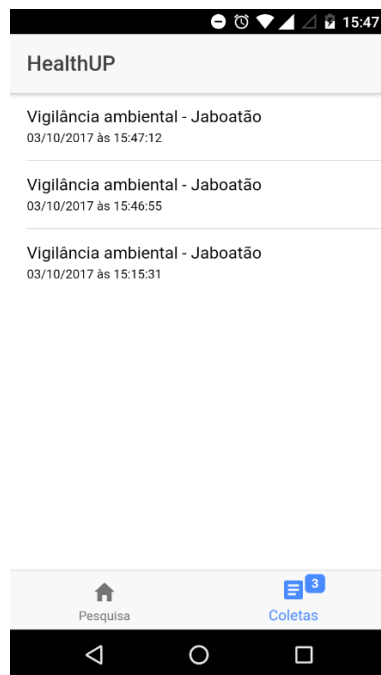 15:47
HealthUP
Vigilância ambiental - Jaboatão
03/10/2017 às 15:47:12
Vigilância ambiental - Jaboatão
03/10/2017 às 15:46:55
Vigilância ambiental - Jaboatão
03/10/2017 às 15:15:31
3
Pesquisa
Coletas